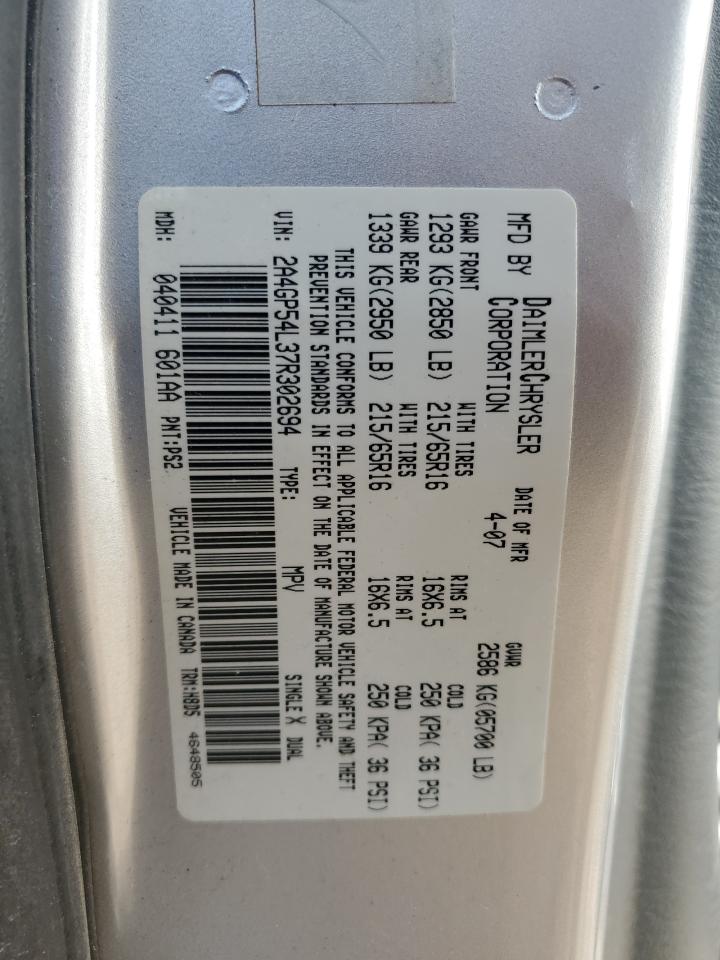 MFD BY DAIMLERCHRYSLER CORPORATION DATE OF MFR 4-07 GVWR 2586 KG(05700 LB)
GAWR FRONT WITH TIRES RIMS AT COLD
1293 KG(2850 LB) 215/65R16 16X6.5 250 KPA( 36 PSI)
GAWR REAR WITH TIRES RIMS AT COLD
1339 KG(2950 LB) 215/65R16 16X6.5 250 KPA( 36 PSI)
THIS VEHICLE CONFORMS TO ALL APPLICABLE FEDERAL MOTOR VEHICLE SAFETY AND THEFT
PREVENTION STANDARDS IN EFFECT ON THE DATE OF MANUFACTURE SHOWN ABOVE.
VIN: 2A4GP54L37R302694 TYPE: MPV SINGLE X DUAL
MDH: 040411 601AA PNT:PS2 VEHICLE MADE IN CANADA TRM:H8DS 4648505